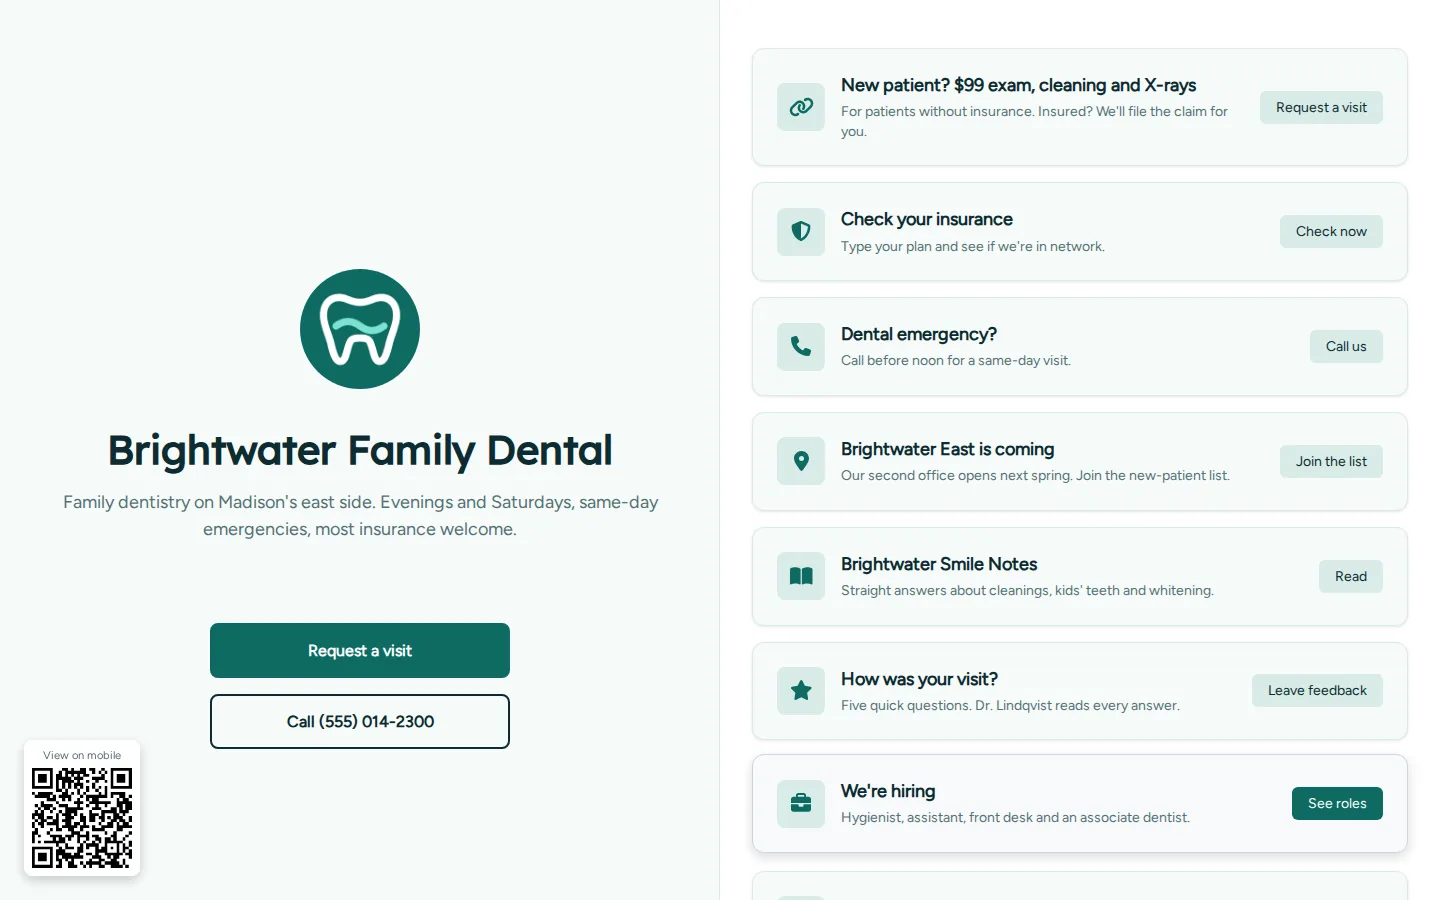 Brightwater Family Dental
Family dentistry on Madison's east side. Evenings and Saturdays, same-day
emergencies, most insurance welcome.
Request a visit
Call (555) 014-2300
View on mobile
New patient? $99 exam, cleaning and X-rays
For patients without insurance. Insured? We'll file the claim for
you.
Request a visit
Check your insurance
Type your plan and see if we're in network.
Check now
Dental emergency?
Call before noon for a same-day visit.
Call us
Brightwater East is coming
Our second office opens next spring. Join the new-patient list.
Join the list
Brightwater Smile Notes
Straight answers about cleanings, kids' teeth and whitening.
Read
How was your visit?
Five quick questions. Dr. Lindqvist reads every answer.
Leave feedback
We're hiring
Hygienist, assistant, front desk and an associate dentist.
See roles